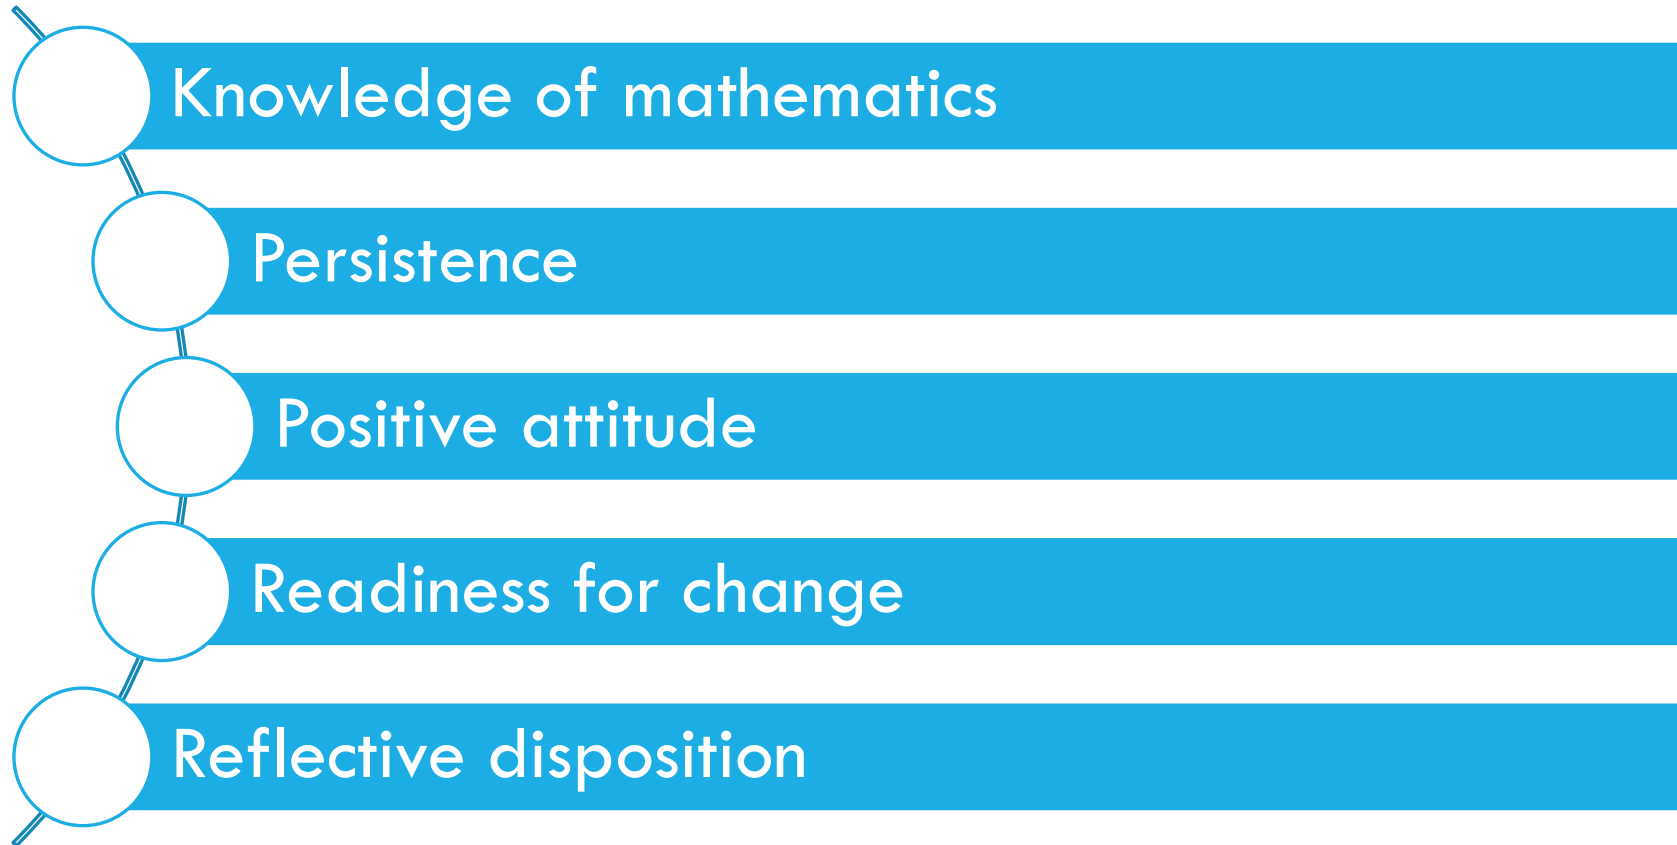 Knowledge of mathematics
Persistence
Positive attitude
Readiness for change
Reflective disposition